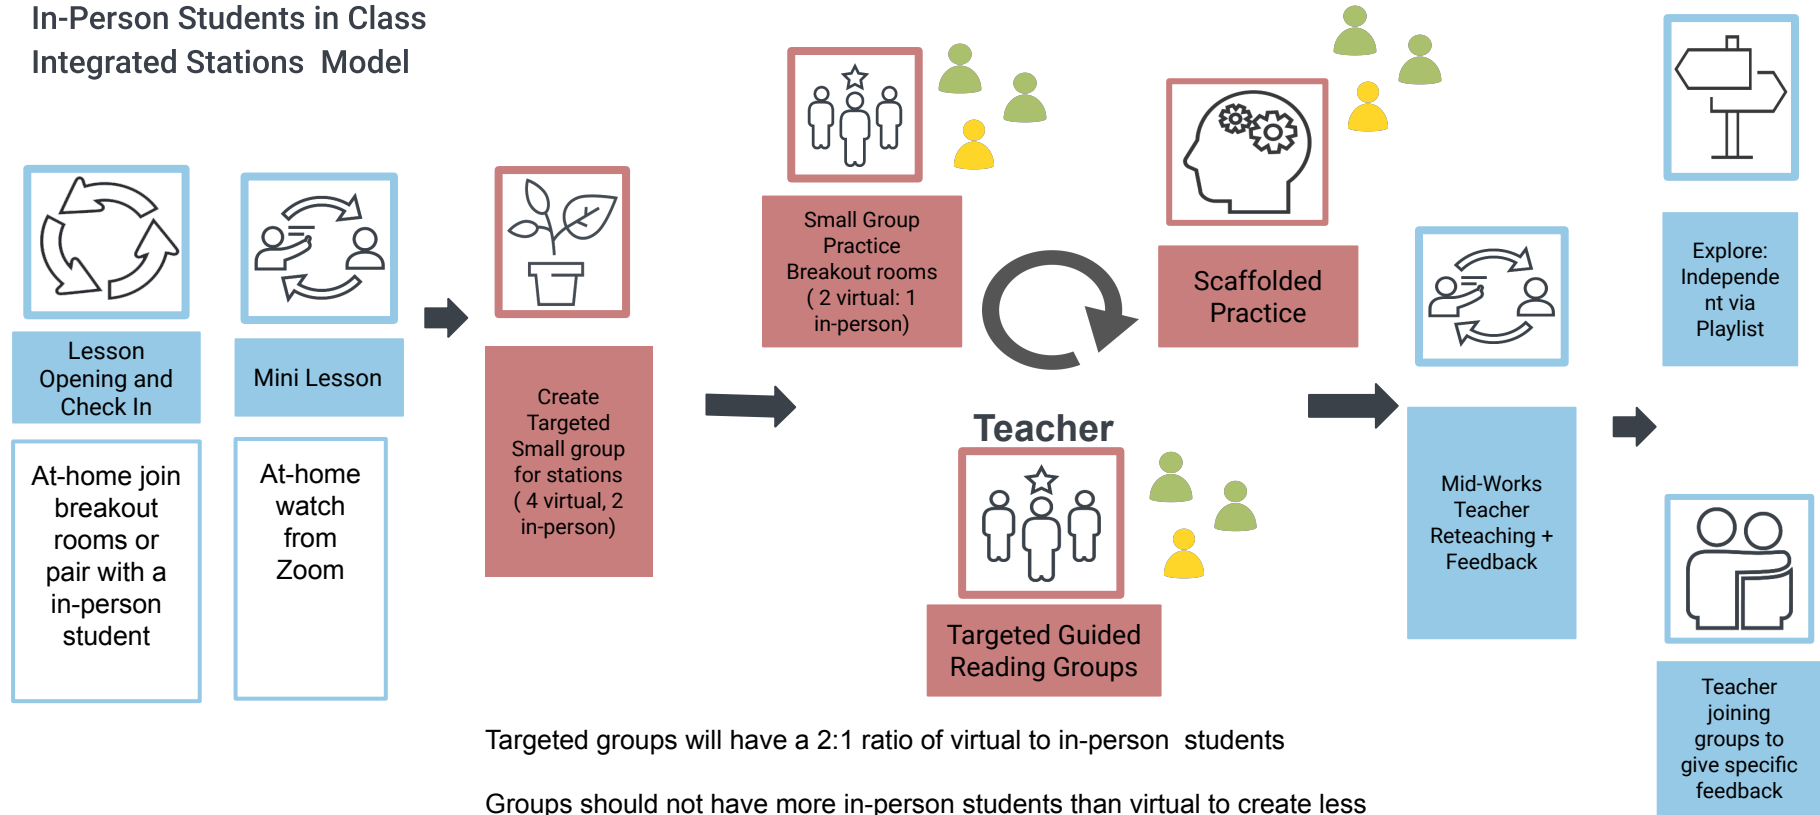 In-Person Students in Class
Integrated Stations Model
Lesson
Opening and
Check In
At-home join
breakout
rooms or
pair with a
in-person
student
Mini Lesson
At-home
watch
from
Zoom
Create
Targeted
Small group
for stations
( 4 virtual, 2
in-person)
Small Group
Practice
Breakout rooms
( 2 virtual: 1
in-person)
Scaffolded
Practice
Teacher
Targeted Guided
Reading Groups
Mid-Works
Teacher
Reteaching +
Feedback
Explore:
Independe
nt via
Playlist
Teacher
joining
groups to
give specific
feedback
Targeted groups will have a 2:1 ratio of virtual to in-person students
Groups should not have more in-person students than virtual to create less